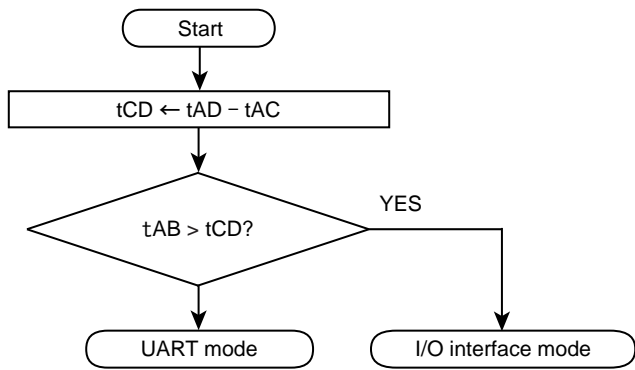 Start
tCD ← tAD − tAC
tAB > tCD?
YES
UART mode
I/O interface mode